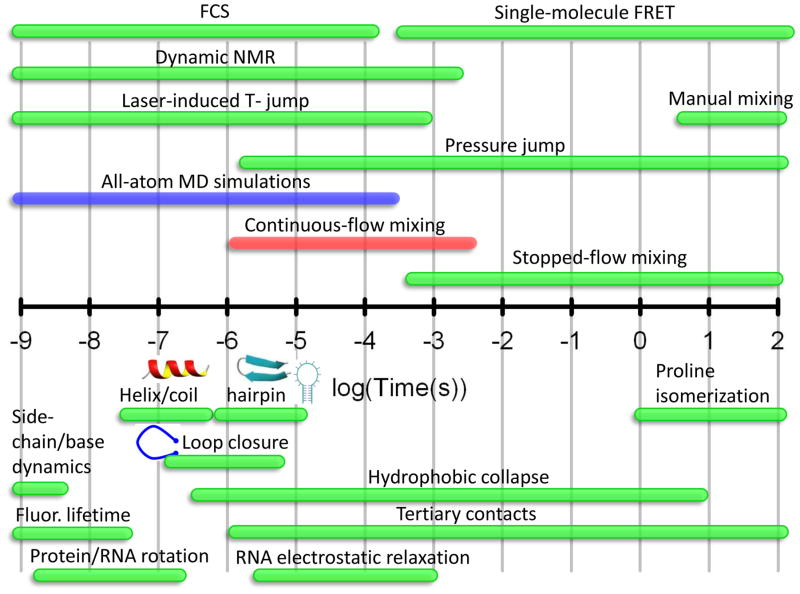 FCS
Single-molecule FRET
Dynamic NMR
Laser-induced T- jump
Manual mixing
Pressure jump
All-atom MD simulations
Continuous-flow mixing
Stopped-flow mixing
-9 -8 -7 -6 -5 -4 -3 -2 -1 0 1 2
log(Time(s))
Helix/coil
hairpin
Proline
isomerization
Side-
chain/base
dynamics
Loop closure
Hydrophobic collapse
Fluor. lifetime
Tertiary contacts
Protein/RNA rotation
RNA electrostatic relaxation